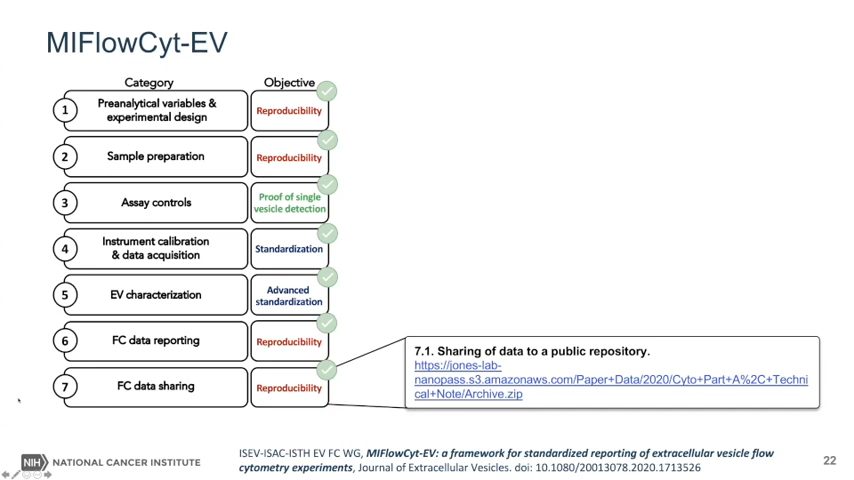 MIFlowCyt-EV
Category
Objective
1
Preanalytical variables &
experimental design
Reproducibility
2
Sample preparation
Reproducibility
3
Assay controls
Proof of single
vesicle detection
4
Instrument calibration
& data acquisition
Standardization
5
EV characterization
Advanced
standardization
6
FC data reporting
Reproducibility
7
FC data sharing
Reproducibility
7.1. Sharing of data to a public repository.
https://jones-lab-
nanopass.s3.amazonaws.com/Paper+Data/2020/Cyto+Part+A%2C+Techni
cal+Note/Archive.zip
NIH NATIONAL CANCER INSTITUTE
ISEV-ISAC-ISTH EV FC WG, MIFlowCyt-EV: a framework for standardized reporting of extracellular vesicle flow
cytometry experiments, Journal of Extracellular Vesicles. doi: 10.1080/20013078.2020.1713526
22